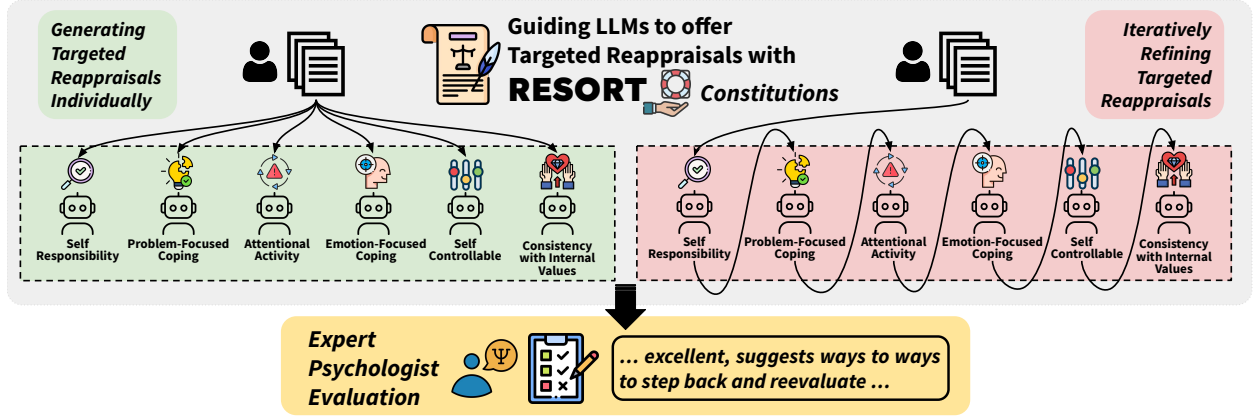 Generating
Targeted
Reappraisals
Individually
Guiding LLMs to offer
Targeted Reappraisals with
RESORT Constitutions
Iteratively
Refining
Targeted
Reappraisals
Self
Responsibility
Problem-Focused
Coping
Attentional
Activity
Emotion-Focused
Coping
Self
Controllable
Consistency
with Internal
Values
Self
Responsibility
Problem-Focused
Coping
Attentional
Activity
Emotion-Focused
Coping
Self
Controllable
Consistency
with Internal
Values
Expert
Psychologist
Evaluation
Ψ
... excellent, suggests ways to ways
to step back and reevaluate ...